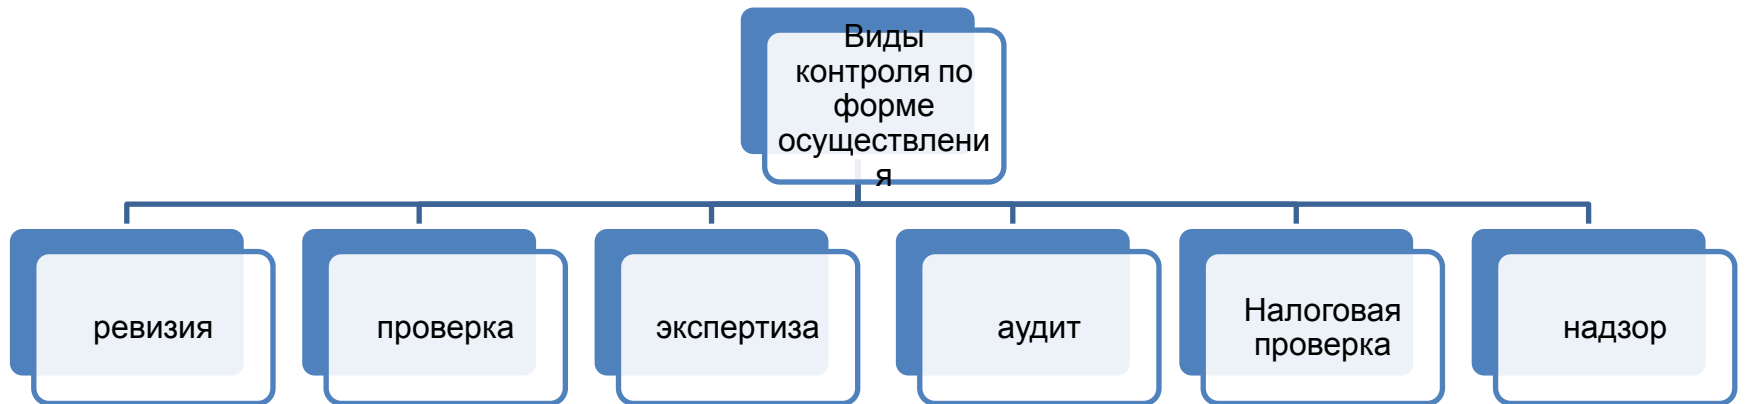 Виды
контроля по
форме
осуществлени
я
ревизия
проверка
экспертиза
аудит
Налоговая
проверка
надзор